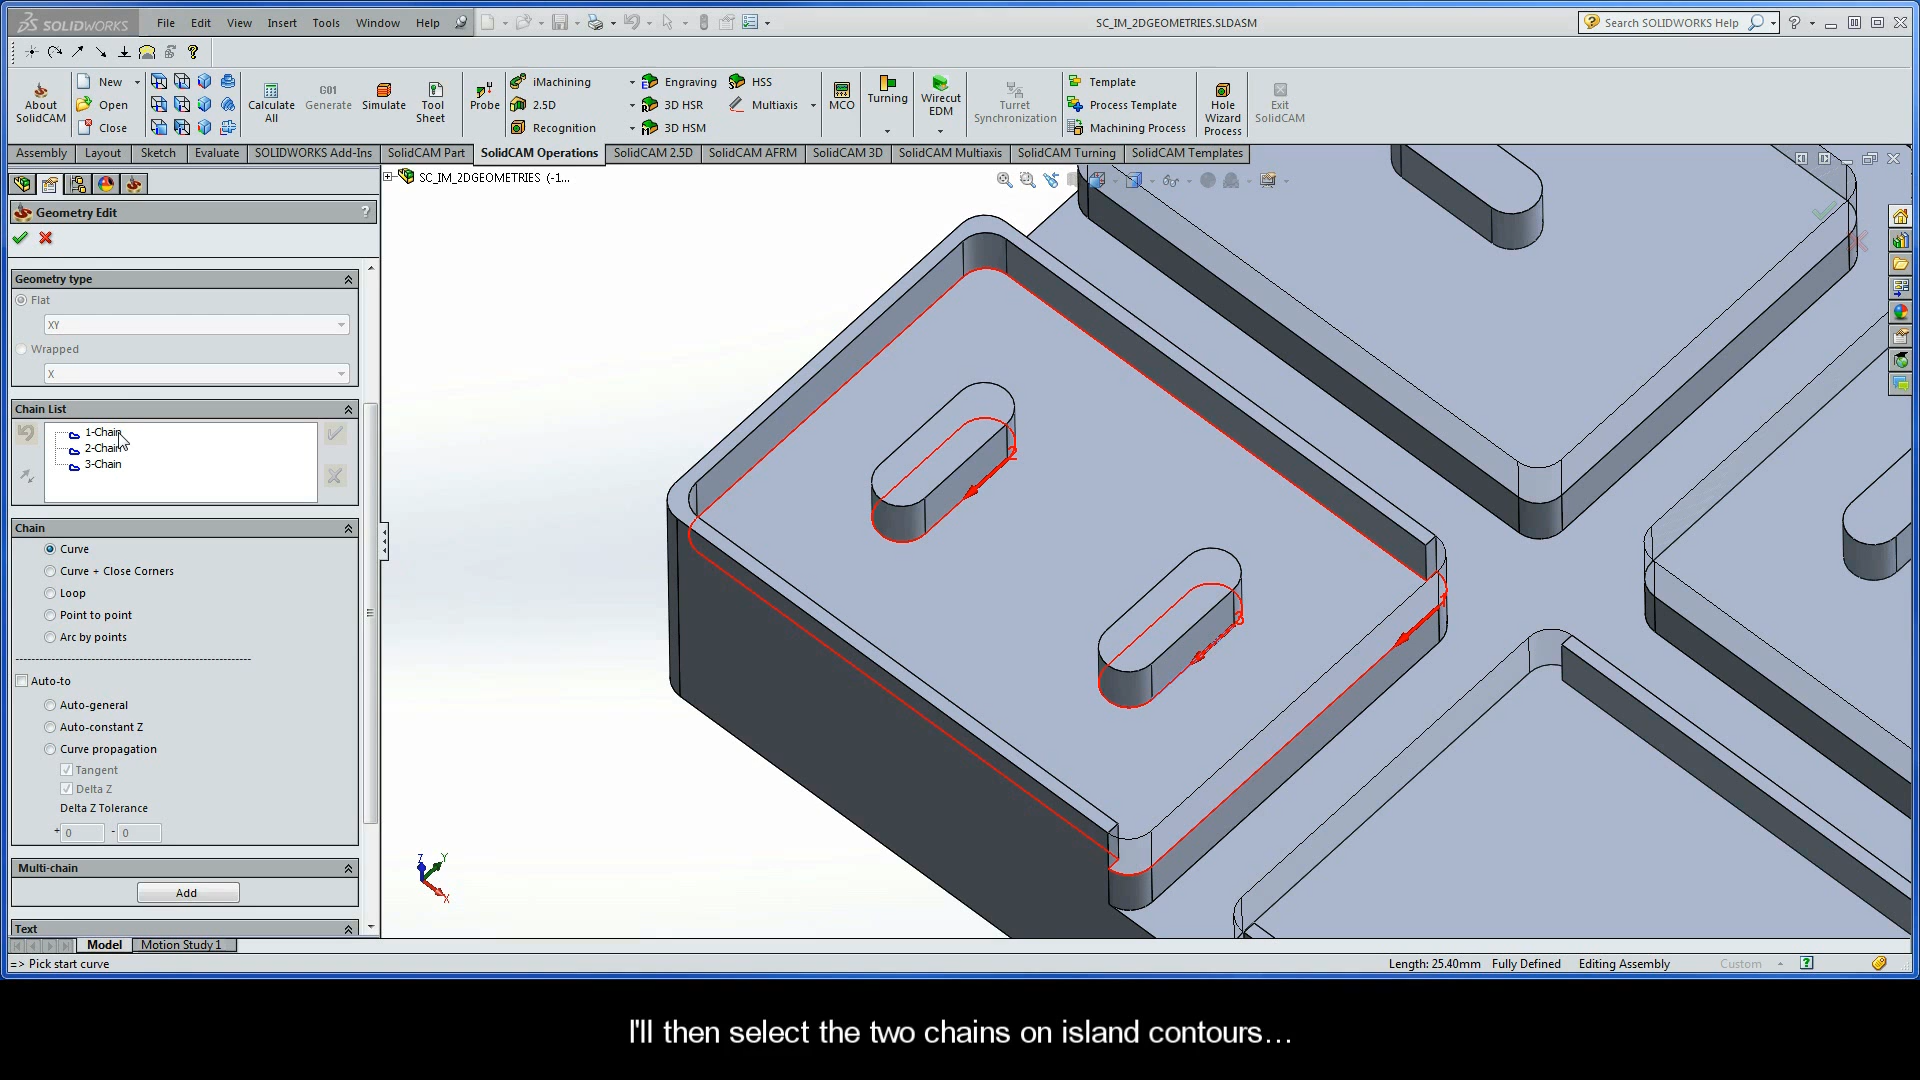 SOLIDWORKS File Edit View Insert Tools Window Help SC_IM_2DGEOMETRIES.SLDASM Search SOLIDWORKS Help
About SolidCAM
New
Open
Close
Calculate All
G01
Generate
Simulate
Tool Sheet
Probe
iMachining
2.5D
Recognition
Engraving
3D HSR
3D HSM
HSS
Multiaxis
MCO
Turning
Wirecut EDM
Turret Synchronization
Template
Process Template
Machining Process
Hole Wizard Process
Exit SolidCAM
Assembly Layout Sketch Evaluate SOLIDWORKS Add-Ins SolidCAM Part SolidCAM Operations SolidCAM 2.5D SolidCAM AFRM SolidCAM 3D SolidCAM Multiaxis SolidCAM Turning SolidCAM Templates
SC_IM_2DGEOMETRIES (-1...
Geometry Edit ?
Geometry type
Flat
XY
Wrapped
X
Chain List
1-Chain
2-Chain
3-Chain
Chain
Curve
Curve + Close Corners
Loop
Point to point
Arc by points
Auto-to
Auto-general
Auto-constant Z
Curve propagation
Tangent
Delta Z
Delta Z Tolerance
+ 0 - 0
Multi-chain
Add
Text
2
3
1
Z Y X
Model Motion Study 1
=> Pick start curve Length: 25.40mm Fully Defined Editing Assembly Custom
I'll then select the two chains on island contours...